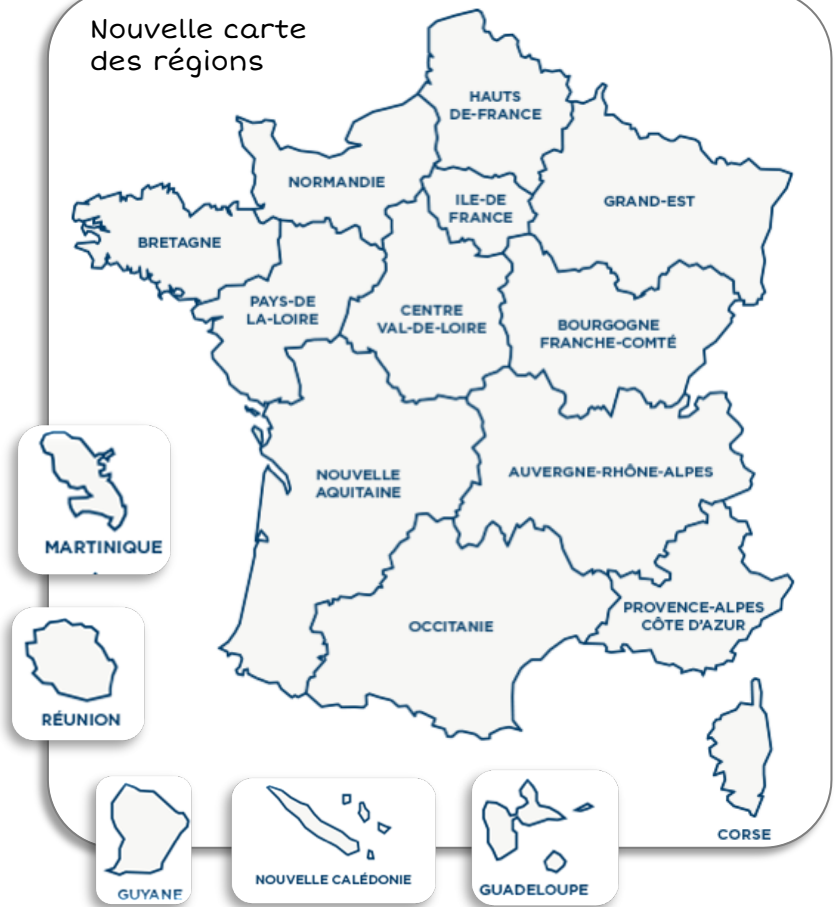 Nouvelle carte
des régions
HAUTS
DE-FRANCE
NORMANDIE
ILE-DE
FRANCE
GRAND-EST
BRETAGNE
PAYS-DE
LA-LOIRE
CENTRE
VAL-DE-LOIRE
BOURGOGNE
FRANCHE-COMTÉ
NOUVELLE
AQUITAINE
AUVERGNE-RHÔNE-ALPES
MARTINIQUE
OCCITANIE
PROVENCE-ALPES
CÔTE D'AZUR
RÉUNION
CORSE
GUYANE
NOUVELLE CALÉDONIE
GUADELOUPE